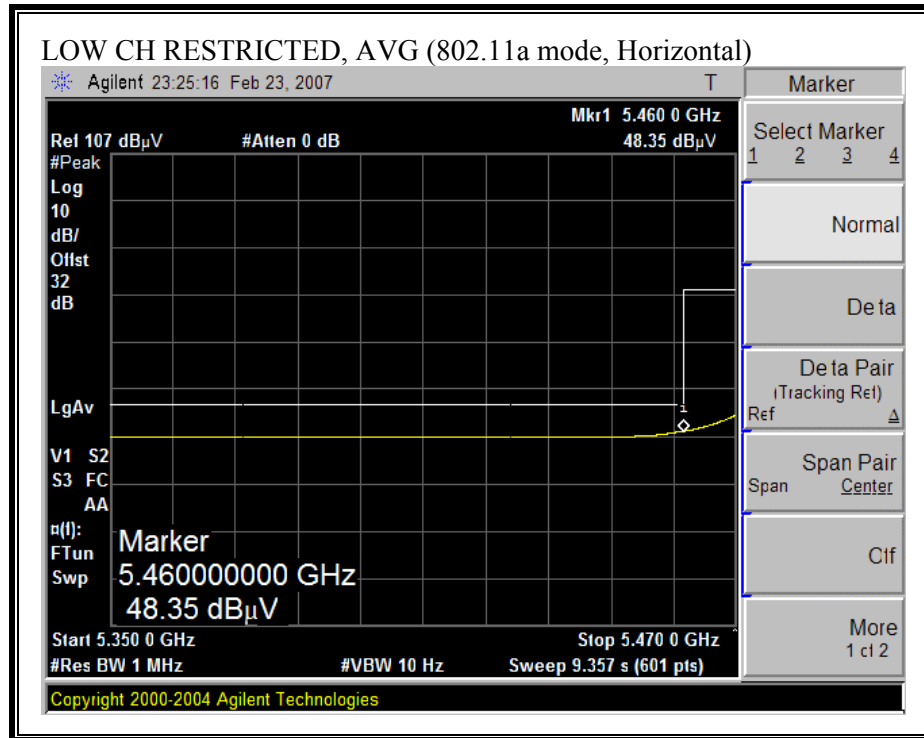 LOW CH RESTRICTED, AVG (802.11a mode, Horizontal)
Agilent 23:25:16 Feb 23, 2007 T
Mkr1 5.460 0 GHz
Ref 107 dBµV #Atten 0 dB 48.35 dBµV
#Peak
Log
10
dB/
Offst
32
dB
1
LgAv
V1 S2
S3 FC
AA
¤(f):
FTun
Swp
Marker
5.460000000 GHz
48.35 dBµV
Start 5.350 0 GHz Stop 5.470 0 GHz
#Res BW 1 MHz #VBW 10 Hz Sweep 9.357 s (601 pts)
Copyright 2000-2004 Agilent Technologies
Marker
Select Marker
1 2 3 4
Normal
Delta
Delta Pair
(Tracking Ref)
Ref Δ
Span Pair
Span Center
Off
More
1 of 2